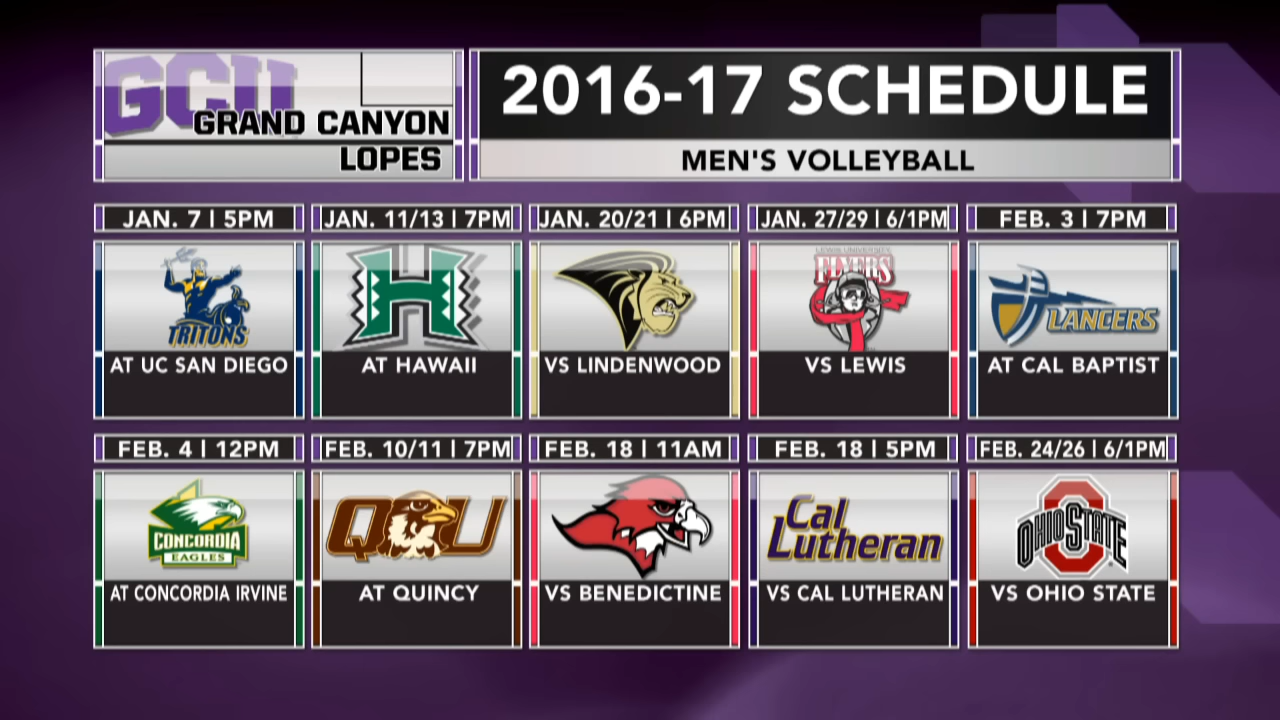 GCU
GRAND CANYON
LOPES
2016-17 SCHEDULE
MEN'S VOLLEYBALL
JAN. 7 | 5PM
TRITONS
AT UC SAN DIEGO
JAN. 11/13 | 7PM
H
AT HAWAII
JAN. 20/21 | 6PM
VS LINDENWOOD
JAN. 27/29 | 6/1PM
LEWIS UNIVERSITY
FLYERS
VS LEWIS
FEB. 3 | 7PM
LANCERS
AT CAL BAPTIST
FEB. 4 | 12PM
CONCORDIA
EAGLES
AT CONCORDIA IRVINE
FEB. 10/11 | 7PM
QU
AT QUINCY
FEB. 18 | 11AM
VS BENEDICTINE
FEB. 18 | 5PM
Cal
Lutheran
VS CAL LUTHERAN
FEB. 24/26 | 6/1PM
OHIO STATE
VS OHIO STATE